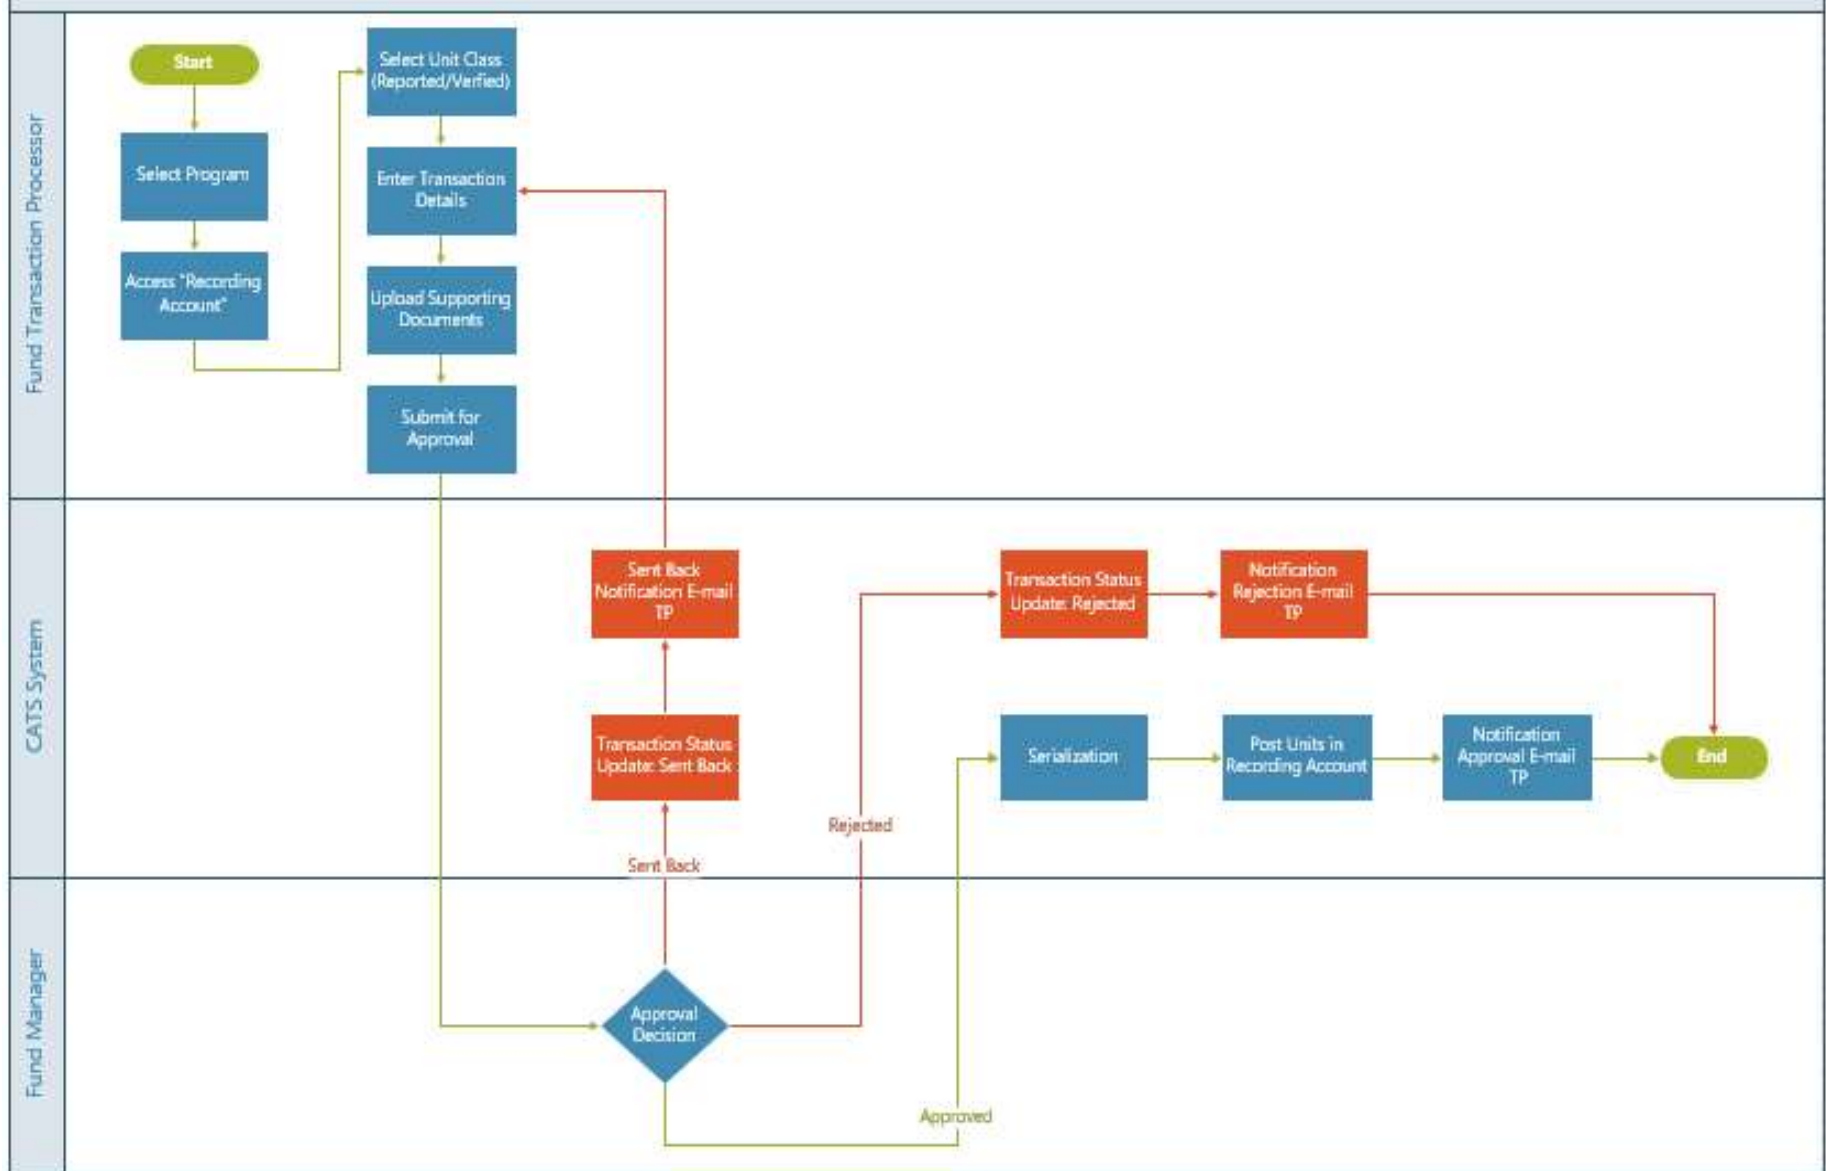 Fund Transaction Processor
Start
Select Program
Access "Recording
Account"
Select Unit Class
(Reported/Verfied)
Enter Transaction
Details
Upload Supporting
Documents
Submit for
Approval
CATS System
Sent Back
Notification E-mail
TP
Transaction Status
Update: Sent Back
Sent Back
Rejected
Transaction Status
Update: Rejected
Notification
Rejection E-mail
TP
Serialization
Post Units in
Recording Account
Notification
Approval E-mail
TP
End
Fund Manager
Approval
Decision
Approved